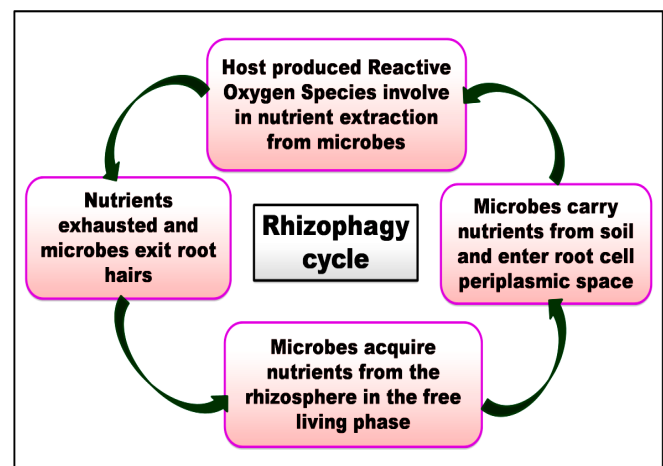 Host produced Reactive
Oxygen Species involve
in nutrient extraction
from microbes
Nutrients
exhausted and
microbes exit root
hairs
Rhizophagy
cycle
Microbes carry
nutrients from soil
and enter root cell
periplasmic space
Microbes acquire
nutrients from the
rhizosphere in the free
living phase